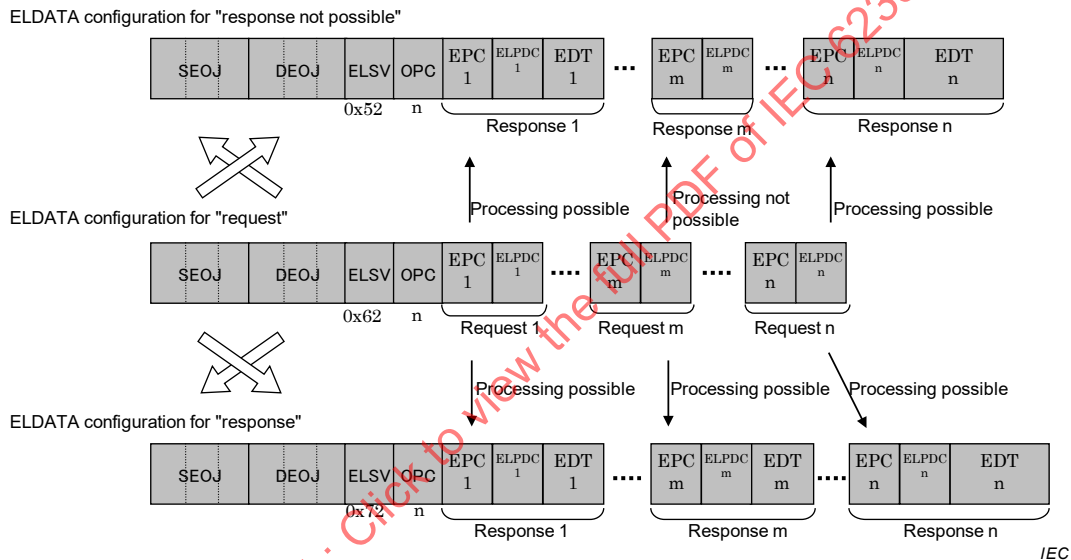 ELDATA configuration for "response not possible"
SEOJ DEOJ ELSV OPC EPC 1 ELPDC 1 EDT 1 ... EPC m ELPDC m ... EPC n ELPDC n EDT n
0x52 n
Response 1 Response m Response n
Processing possible Processing not possible Processing possible
ELDATA configuration for "request"
SEOJ DEOJ ELSV OPC EPC 1 ELPDC 1 .... EPC m ELPDC m .... EPC n ELPDC n
0x62 n
Request 1 Request m Request n
Processing possible Processing possible Processing possible
ELDATA configuration for "response"
SEOJ DEOJ ELSV OPC EPC 1 ELPDC 1 EDT 1 .... EPC m ELPDC m EDT m .... EPC n ELPDC n EDT n
0x72 n
Response 1 Response m Response n
IEC
: Click to view the full PDF of IEC 623